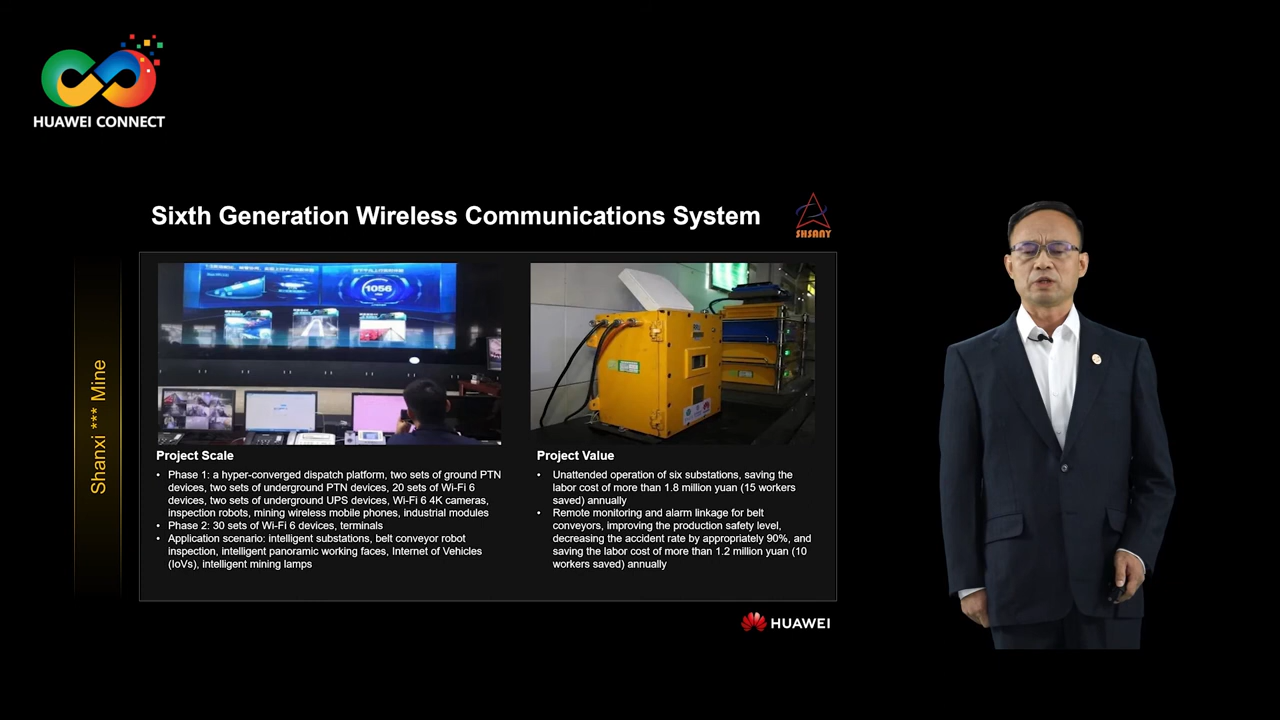 HUAWEI CONNECT
Sixth Generation Wireless Communications System
SHSANY
Shanxi *** Mine
1056
Project Scale
• Phase 1: a hyper-converged dispatch platform, two sets of ground PTN
devices, two sets of underground PTN devices, 20 sets of Wi-Fi 6
devices, two sets of underground UPS devices, Wi-Fi 6 4K cameras,
inspection robots, mining wireless mobile phones, industrial modules
• Phase 2: 30 sets of Wi-Fi 6 devices, terminals
• Application scenario: intelligent substations, belt conveyor robot
inspection, intelligent panoramic working faces, Internet of Vehicles
(IoVs), intelligent mining lamps
Project Value
• Unattended operation of six substations, saving the
labor cost of more than 1.8 million yuan (15 workers
saved) annually
• Remote monitoring and alarm linkage for belt
conveyors, improving the production safety level,
decreasing the accident rate by appropriately 90%, and
saving the labor cost of more than 1.2 million yuan (10
workers saved) annually
HUAWEI